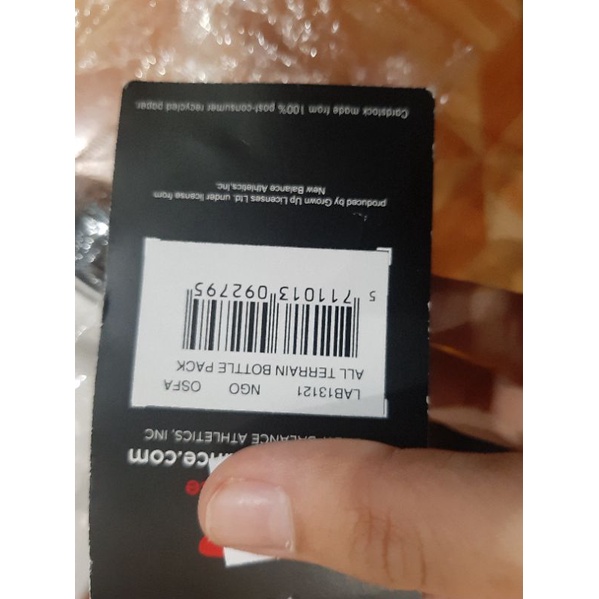 ance.com
BALANCE ATHLETICS, INC
LAB13121 NGO OSFA
ALL TERRAIN BOTTLE PACK
5 711013 092795
produced by Grown Up Licenses Ltd. under license from
New Balance Athletics,Inc.
Cardstock made from 100% post-consumer recycled paper.